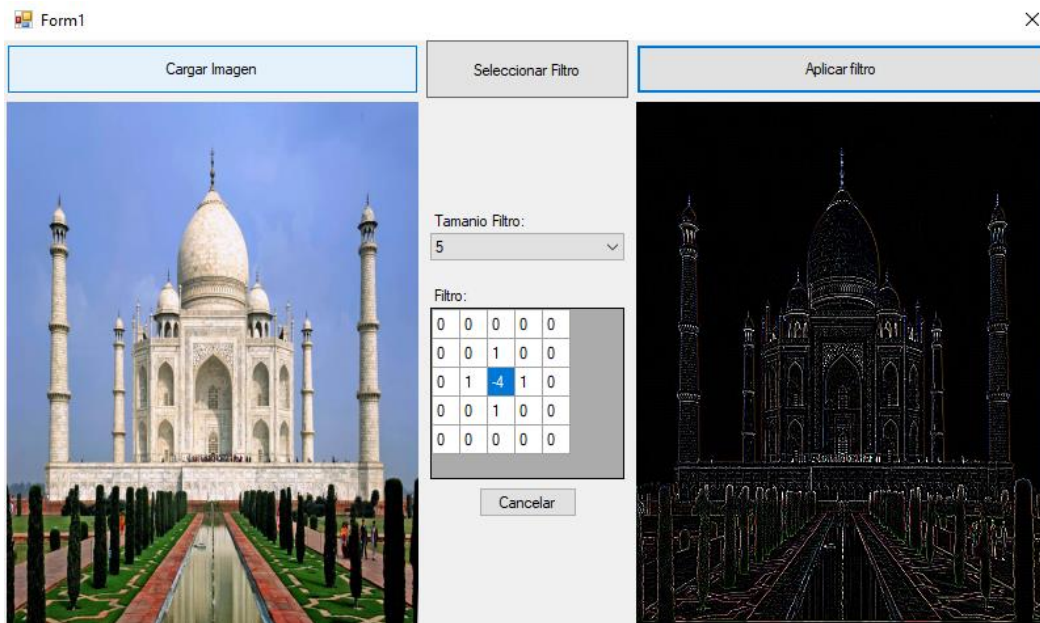 Form1
Cargar Imagen
Seleccionar Filtro
Aplicar filtro
Tamanio Filtro:
5
Filtro:
0 0 0 0 0
0 0 1 0 0
0 1 -4 1 0
0 0 1 0 0
0 0 0 0 0
Cancelar